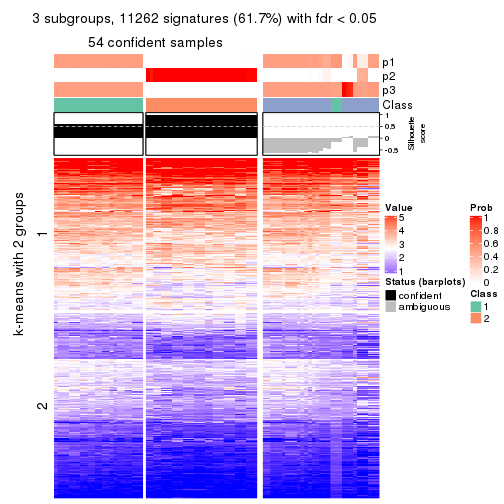 3 subgroups, 11262 signatures (61.7%) with fdr < 0.05
54 confident samples
p1
p2
p3
Class
1
0.5
0
-0.5
Silhouette
score
k-means with 2 groups
1
2
Value
5
4
3
2
1
Status (barplots)
confident
ambiguous
Prob
1
0.8
0.6
0.4
0.2
0
Class
1
2